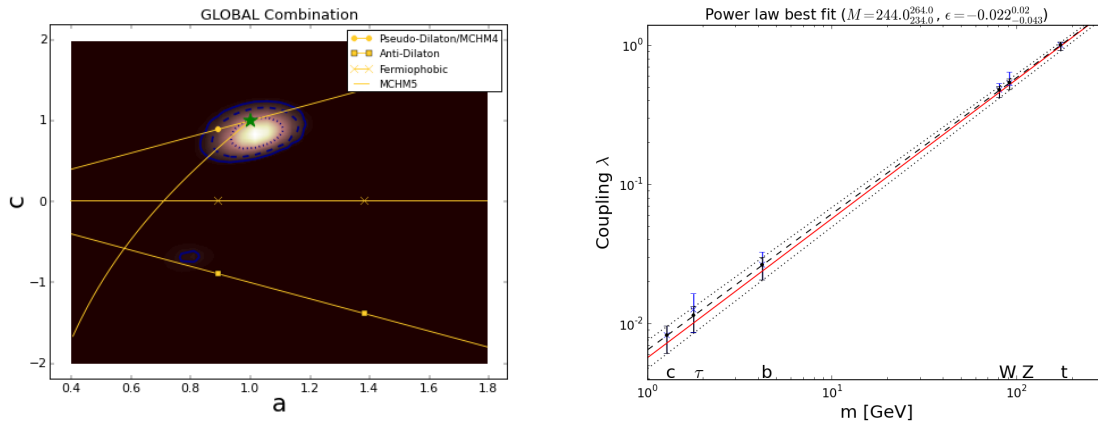 GLOBAL Combination
2
1
0
−1
−2
c
Pseudo-Dilaton/MCHM4
Anti-Dilaton
Fermiophobic
MCHM5
0.4 0.6 0.8 1.0 1.2 1.4 1.6 1.8
a
Power law best fit (M=244.0^{264.0}_{234.0}, ϵ=−0.022^{0.02}_{−0.043})
10^0
10^{-1}
10^{-2}
Coupling λ
c τ b W Z t
10^0 10^1 10^2
m [GeV]